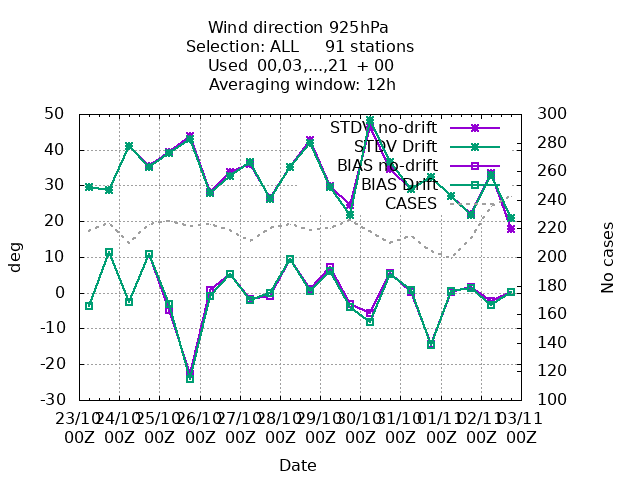 Wind direction 925hPa
Selection: ALL     91 stations
Used  00,03,...,21  + 00
Averaging window: 12h
50
40
30
20
10
0
-10
-20
-30
deg
300
280
260
240
220
200
180
160
140
120
100
No cases
STDV no-drift
STDV Drift
BIAS no-drift
BIAS Drift
CASES
23/10 24/10 25/10 26/10 27/10 28/10 29/10 30/10 31/10 01/11 02/11 03/11
00Z 00Z 00Z 00Z 00Z 00Z 00Z 00Z 00Z 00Z 00Z 00Z
Date